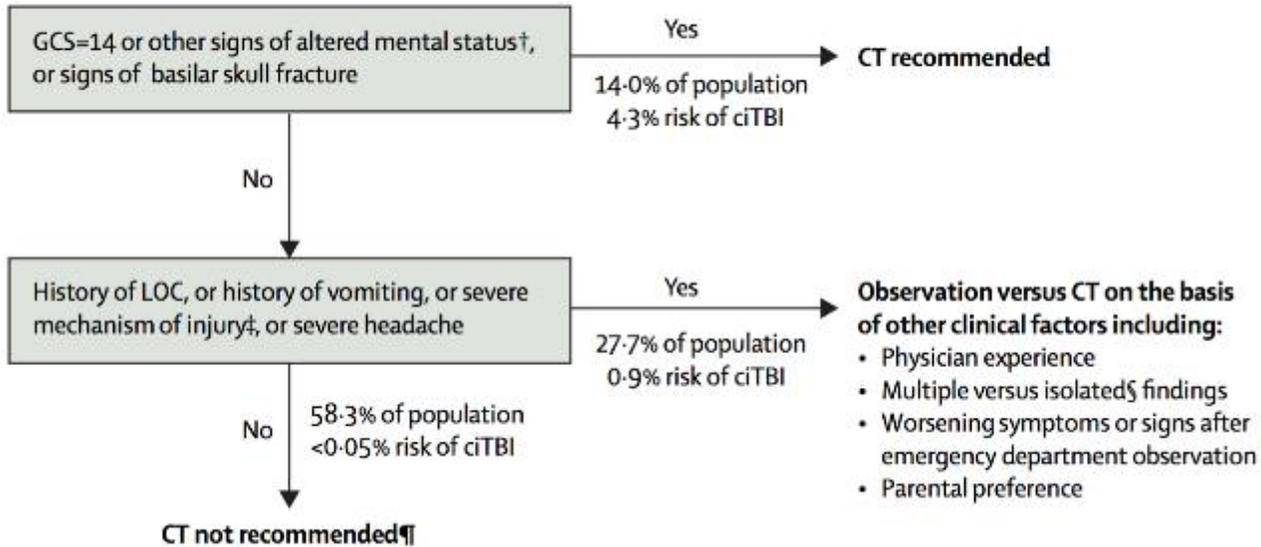 GCS=14 or other signs of altered mental status†,
or signs of basilar skull fracture
Yes
14·0% of population
4·3% risk of ciTBI
CT recommended
No
History of LOC, or history of vomiting, or severe
mechanism of injury‡, or severe headache
Yes
27·7% of population
0·9% risk of ciTBI
Observation versus CT on the basis
of other clinical factors including:
• Physician experience
• Multiple versus isolated§ findings
• Worsening symptoms or signs after
emergency department observation
• Parental preference
No
58·3% of population
<0·05% risk of ciTBI
CT not recommended¶